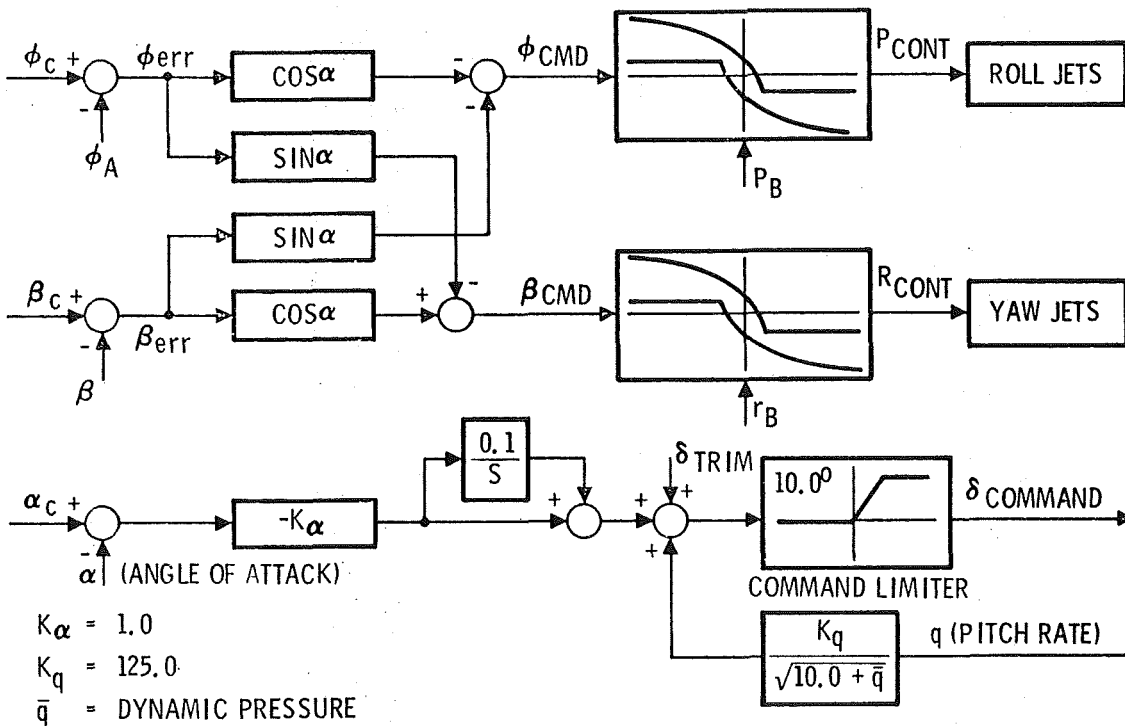 ϕC + ϕerr COSα - ϕCMD PCONT ROLL JETS
- -
ϕA SINα PB
SINα
βC + βerr COSα + - βCMD RCONT YAW JETS
-
β rB
0.1
S
δTRIM
10.0⁰
αC + -Kα + + + + δCOMMAND
- +
α (ANGLE OF ATTACK)
COMMAND LIMITER
Kα = 1.0
Kq = 125.0
q̅ = DYNAMIC PRESSURE
Kq
√10.0 + q̅
q (PITCH RATE)